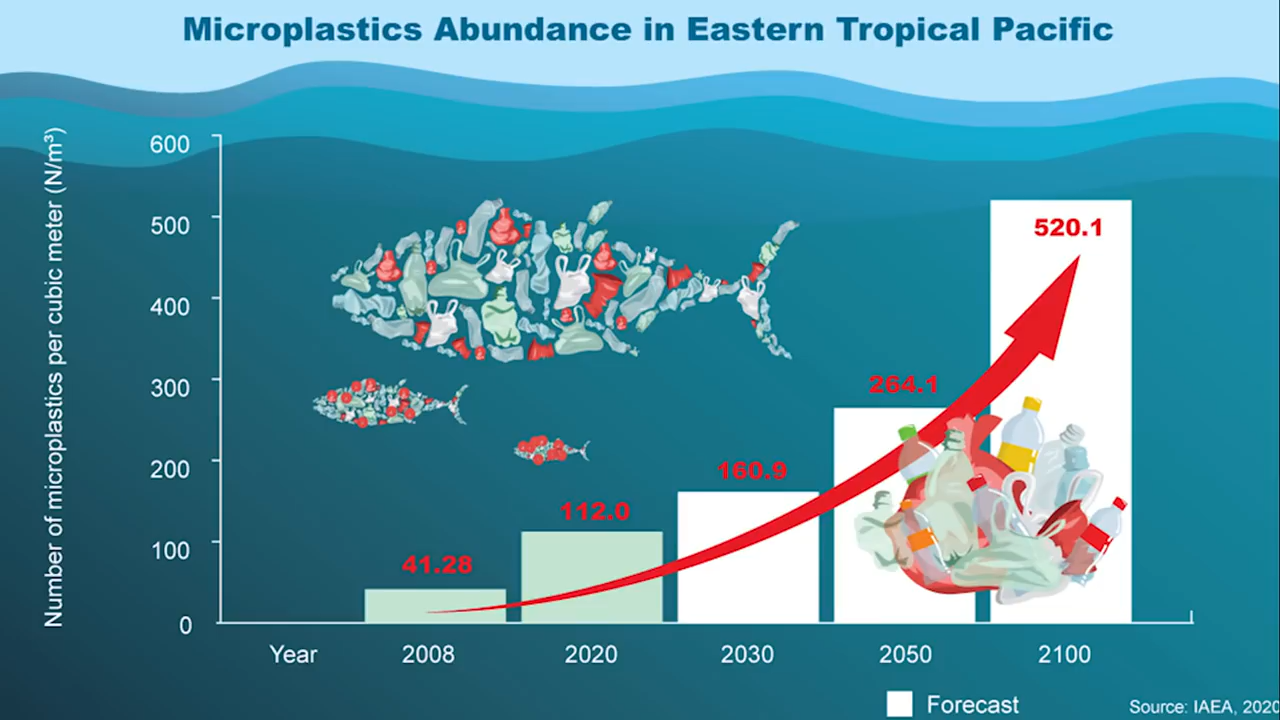 Microplastics Abundance in Eastern Tropical Pacific
Number of microplastics per cubic meter (N/m³)
600
500
400
300
200
100
0
41.28
112.0
160.9
264.1
520.1
Year 2008 2020 2030 2050 2100
Forecast
Source: IAEA, 2020